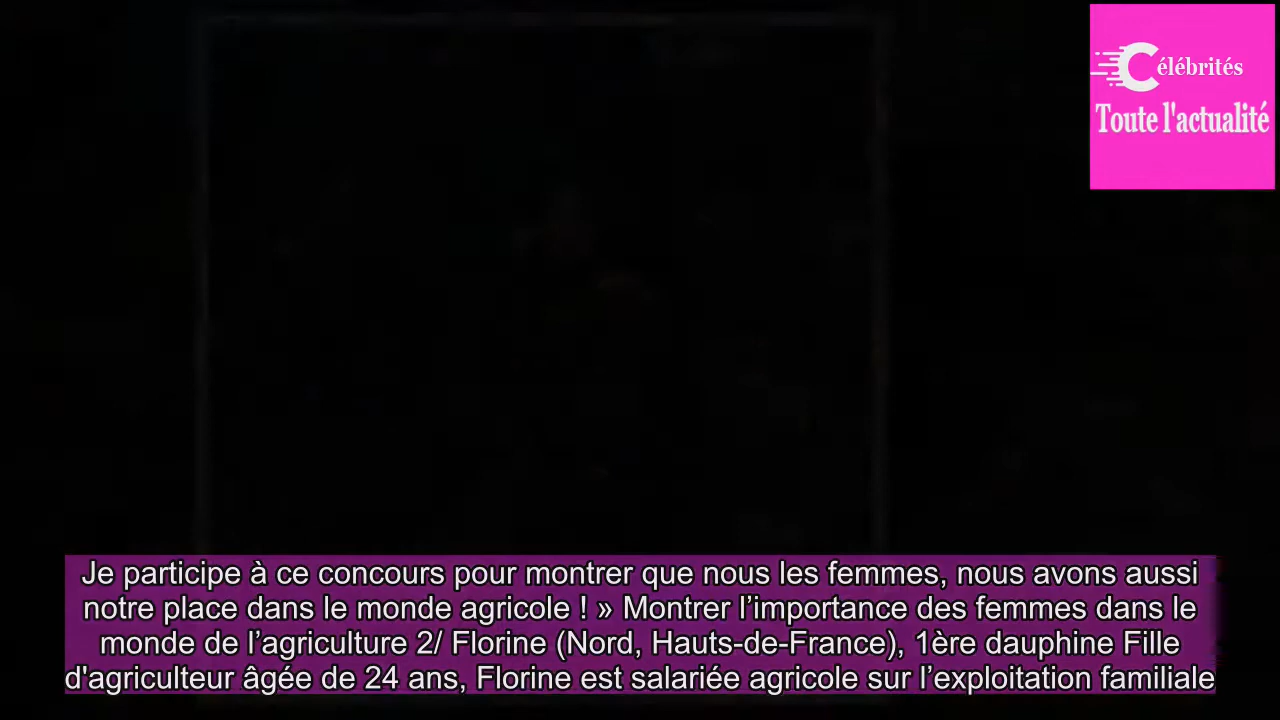 Célébrités
Toute l'actualité
Je participe à ce concours pour montrer que nous les femmes, nous avons aussi
notre place dans le monde agricole ! » Montrer l’importance des femmes dans le
monde de l’agriculture 2/ Florine (Nord, Hauts-de-France), 1ère dauphine Fille
d'agriculteur âgée de 24 ans, Florine est salariée agricole sur l’exploitation familiale